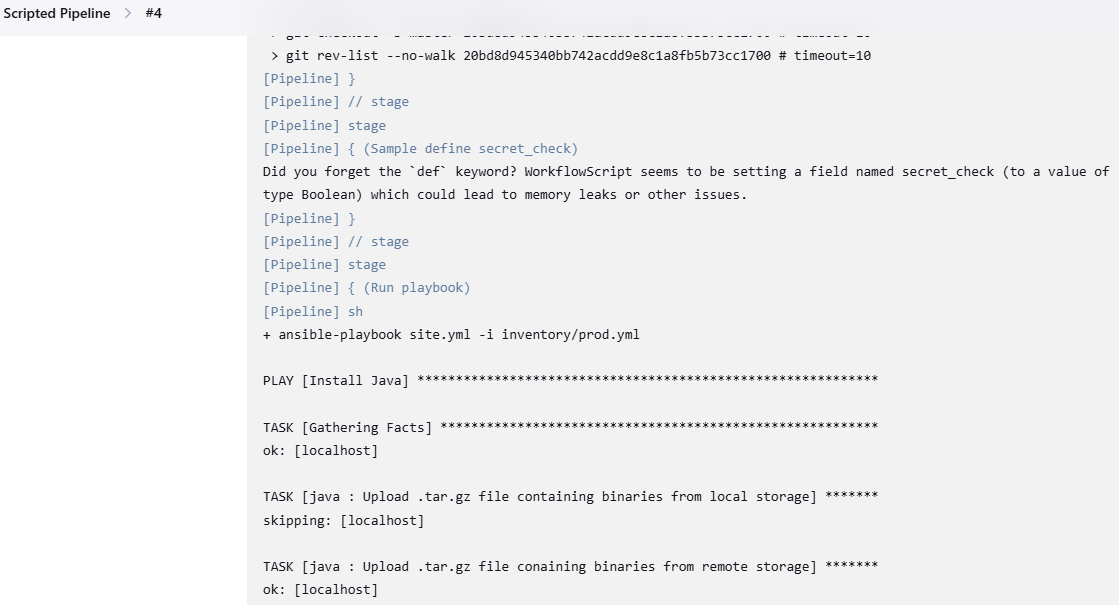 Scripted Pipeline > #4
> git rev-list --no-walk 20bd8d945340bb742acdd9e8c1a8fb5b73cc1700 # timeout=10
[Pipeline] }
[Pipeline] // stage
[Pipeline] stage
[Pipeline] { (Sample define secret_check)
Did you forget the `def` keyword? WorkflowScript seems to be setting a field named secret_check (to a value of
type Boolean) which could lead to memory leaks or other issues.
[Pipeline] }
[Pipeline] // stage
[Pipeline] stage
[Pipeline] { (Run playbook)
[Pipeline] sh
+ ansible-playbook site.yml -i inventory/prod.yml
PLAY [Install Java] ************************************************************
TASK [Gathering Facts] *********************************************************
ok: [localhost]
TASK [java : Upload .tar.gz file containing binaries from local storage] *******
skipping: [localhost]
TASK [java : Upload .tar.gz file conaining binaries from remote storage] *******
ok: [localhost]